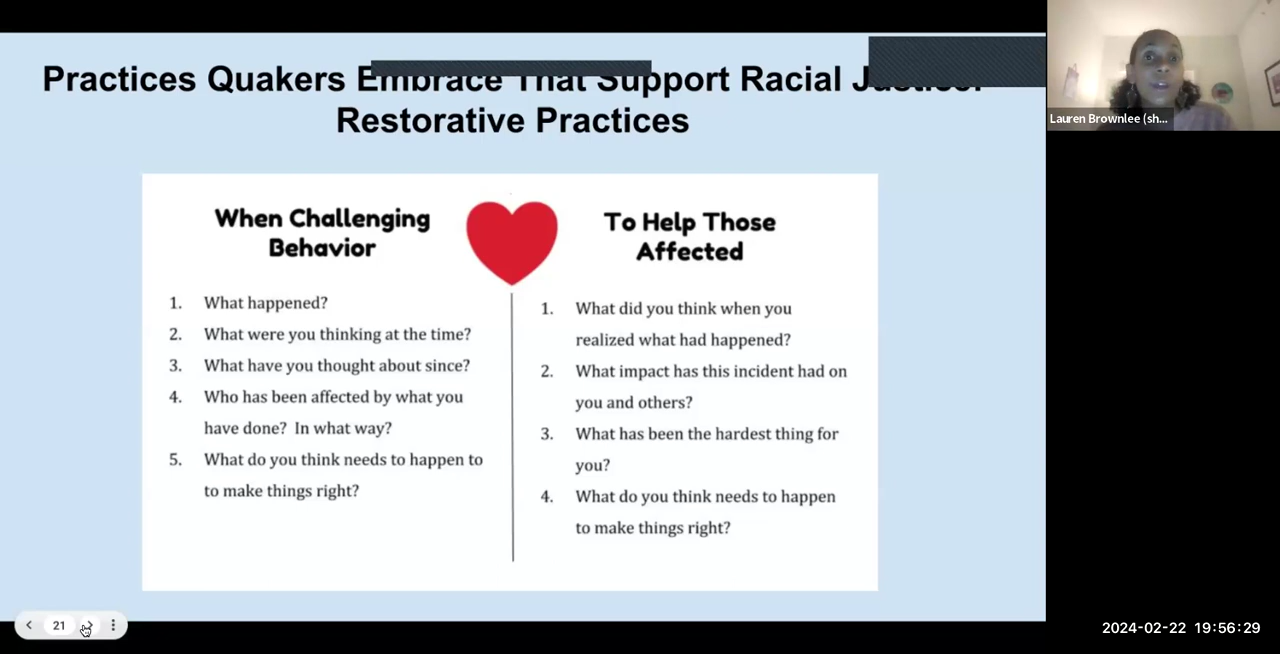 Practices Quakers Embrace That Support Racial
Restorative Practices
When Challenging
Behavior
1. What happened?
2. What were you thinking at the time?
3. What have you thought about since?
4. Who has been affected by what you
have done? In what way?
5. What do you think needs to happen to
to make things right?
To Help Those
Affected
1. What did you think when you
realized what had happened?
2. What impact has this incident had on
you and others?
3. What has been the hardest thing for
you?
4. What do you think needs to happen
to make things right?
Lauren Brownlee (sh...
21
2024-02-22 19:56:29